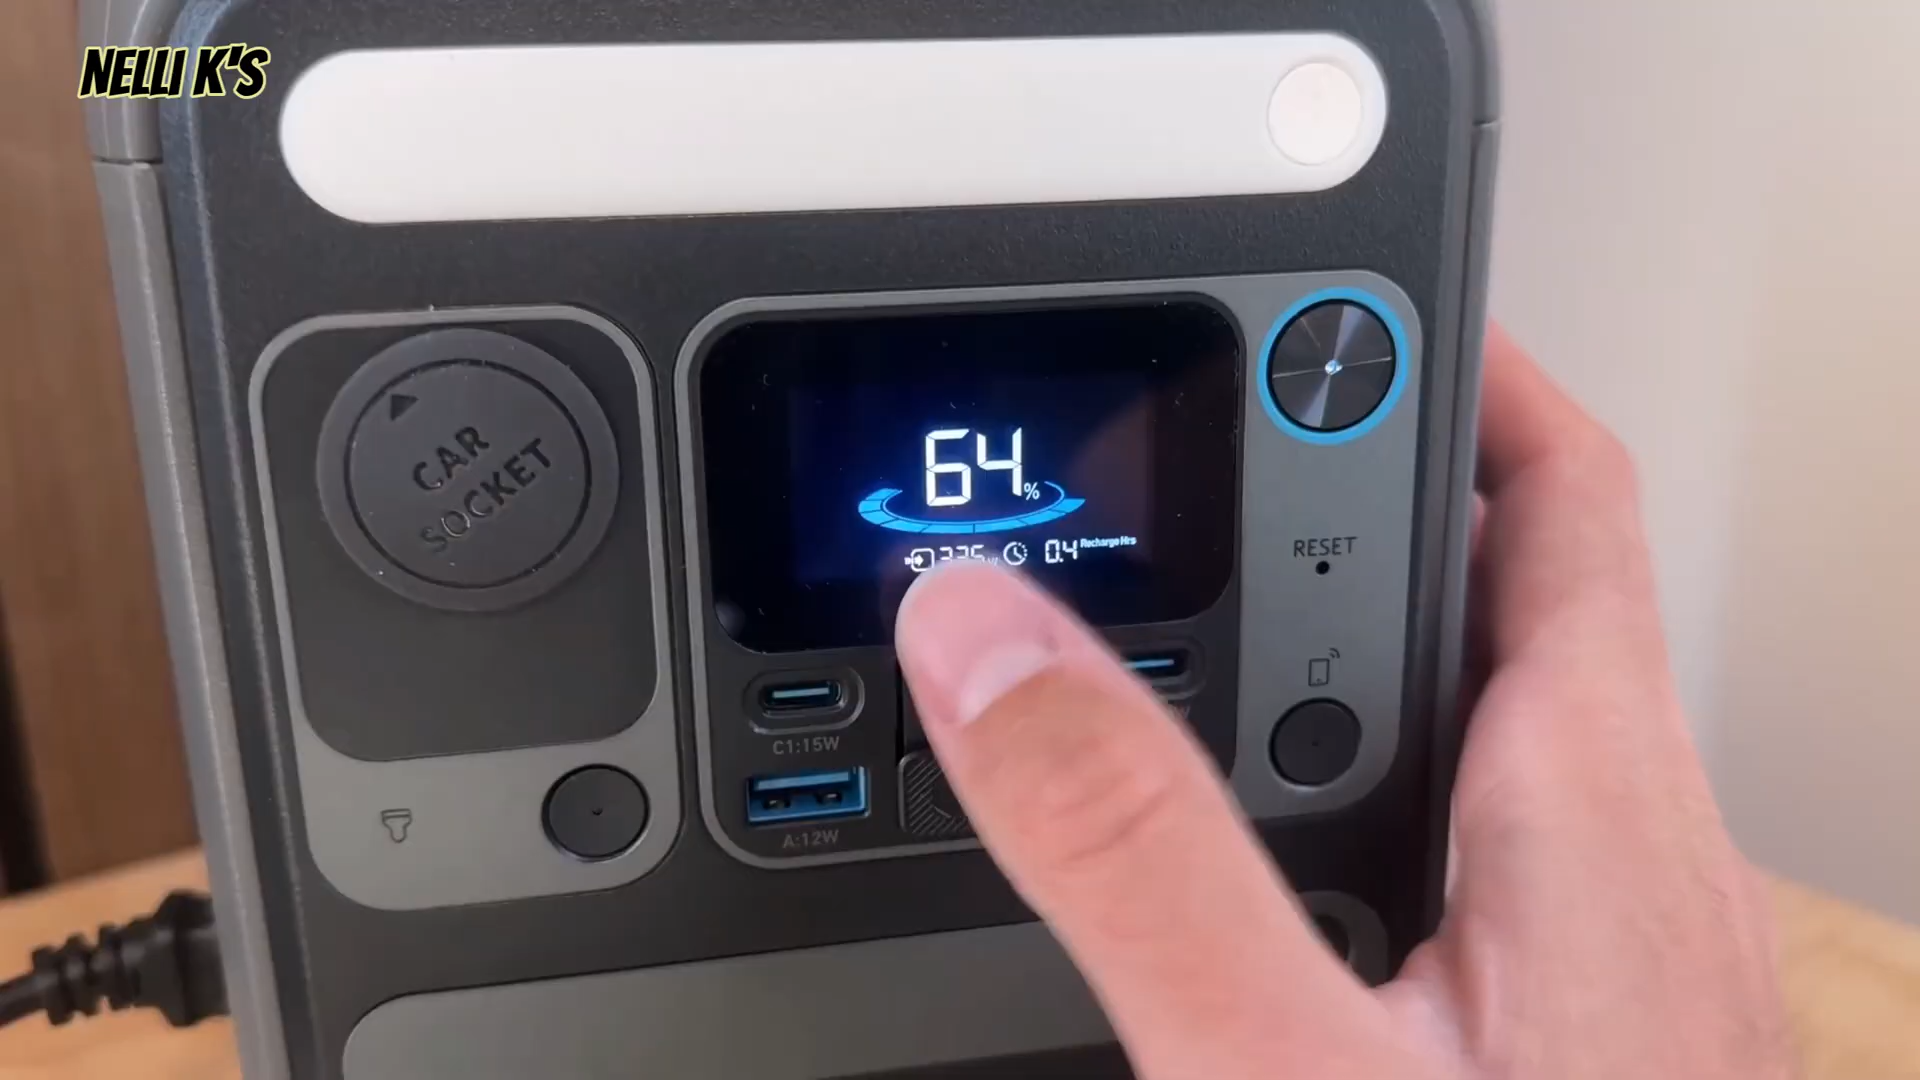 NELLI K'S
64%
0.4 Recharge Hrs
CAR
SOCKET
RESET
C1:15W
A:12W